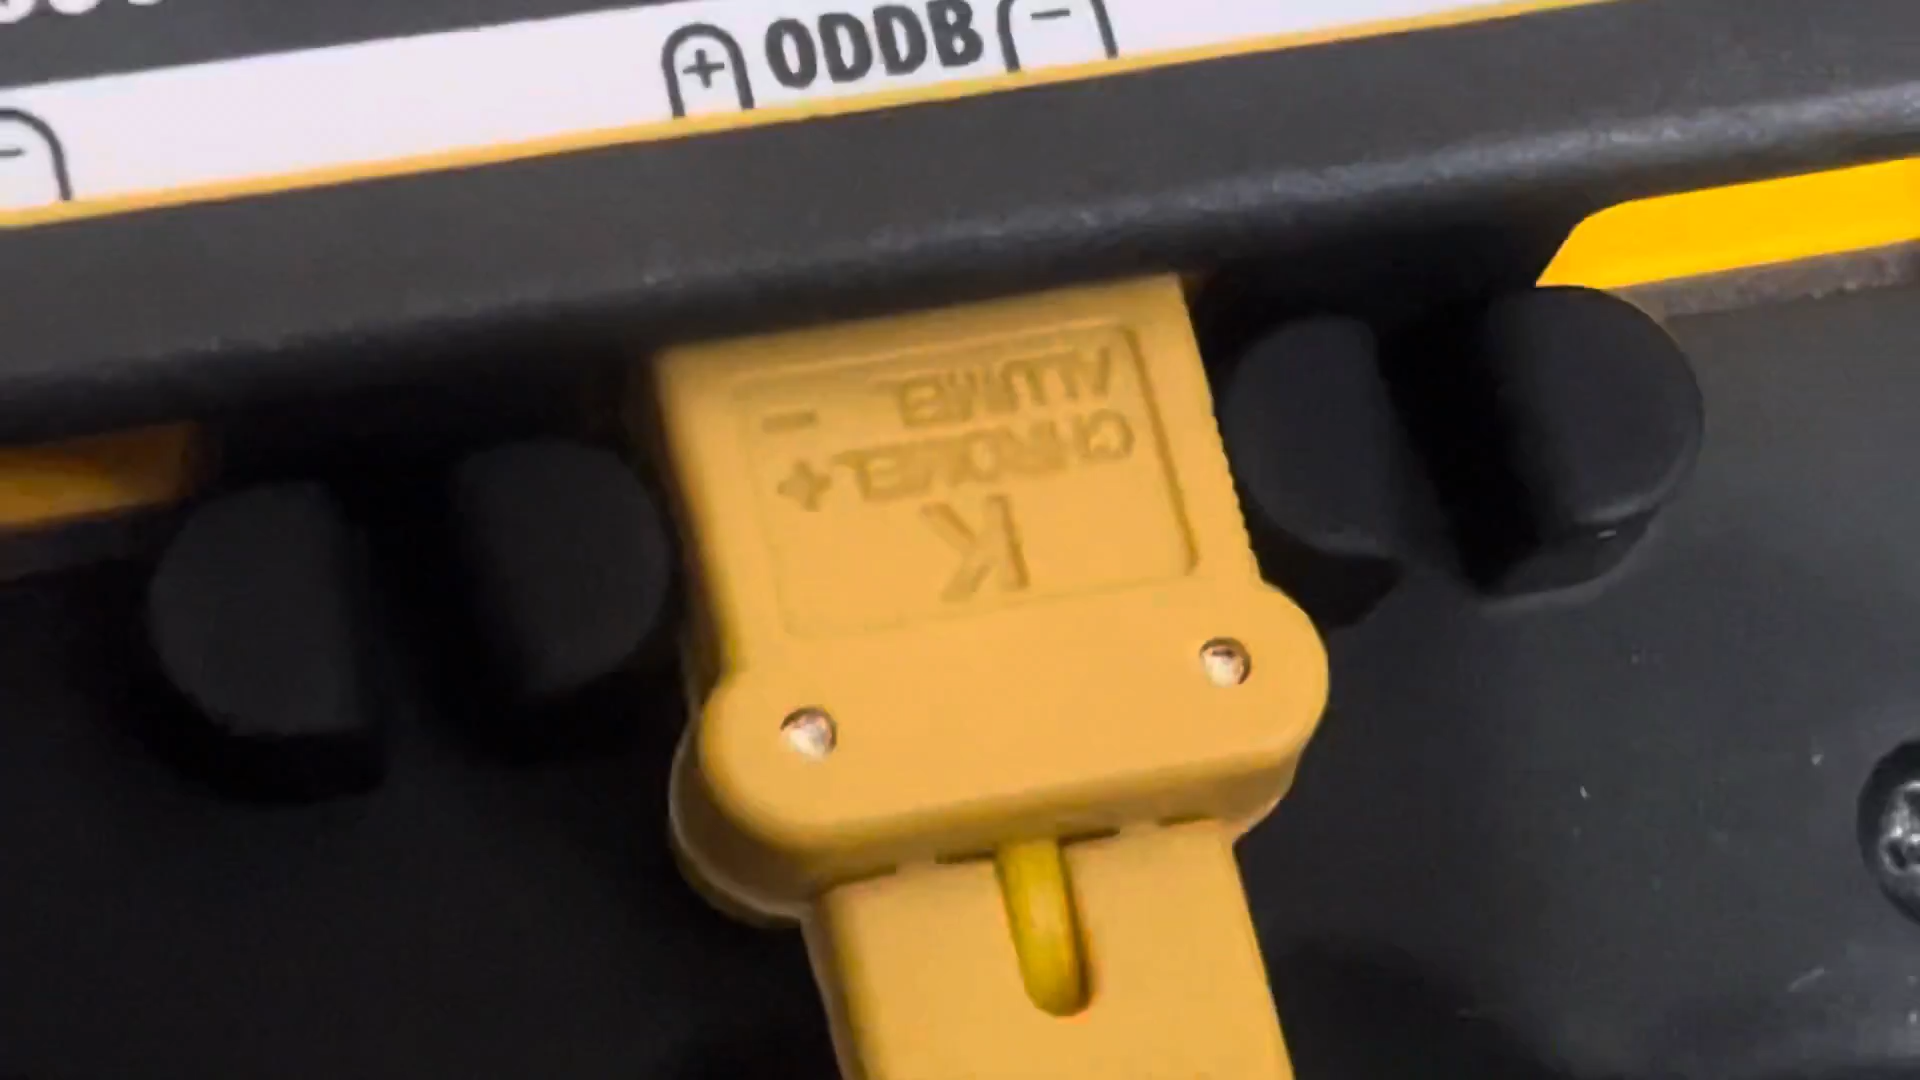 + ODDB -
-
K
CHROMEL +
ALUMEL -